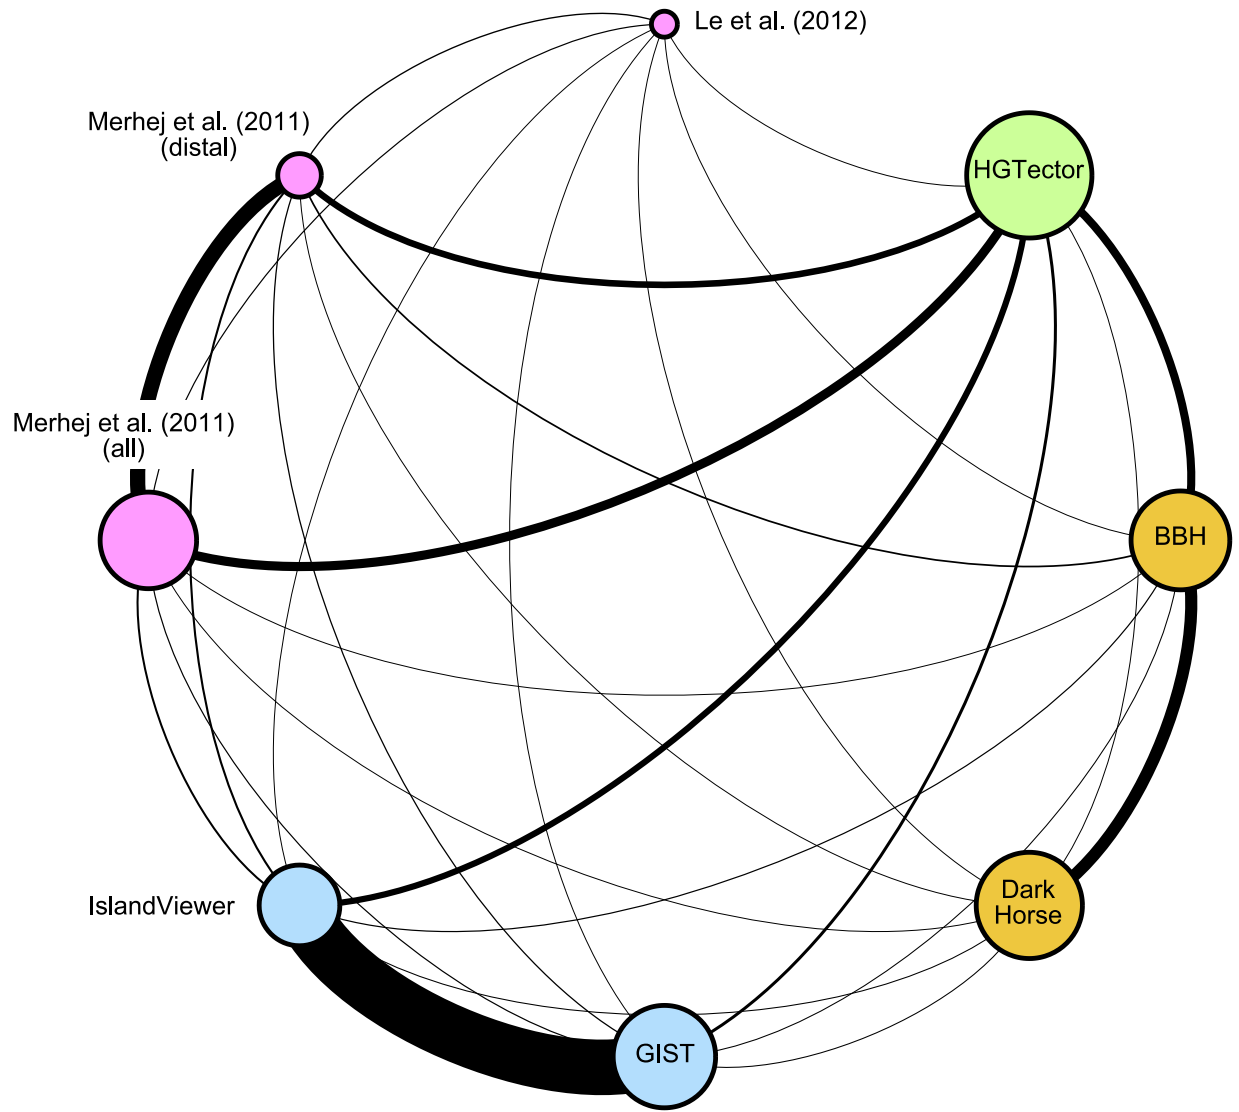 Le et al. (2012)
Merhej et al. (2011)
(distal)
HGTector
Merhej et al. (2011)
(all)
BBH
Dark
Horse
IslandViewer
GIST